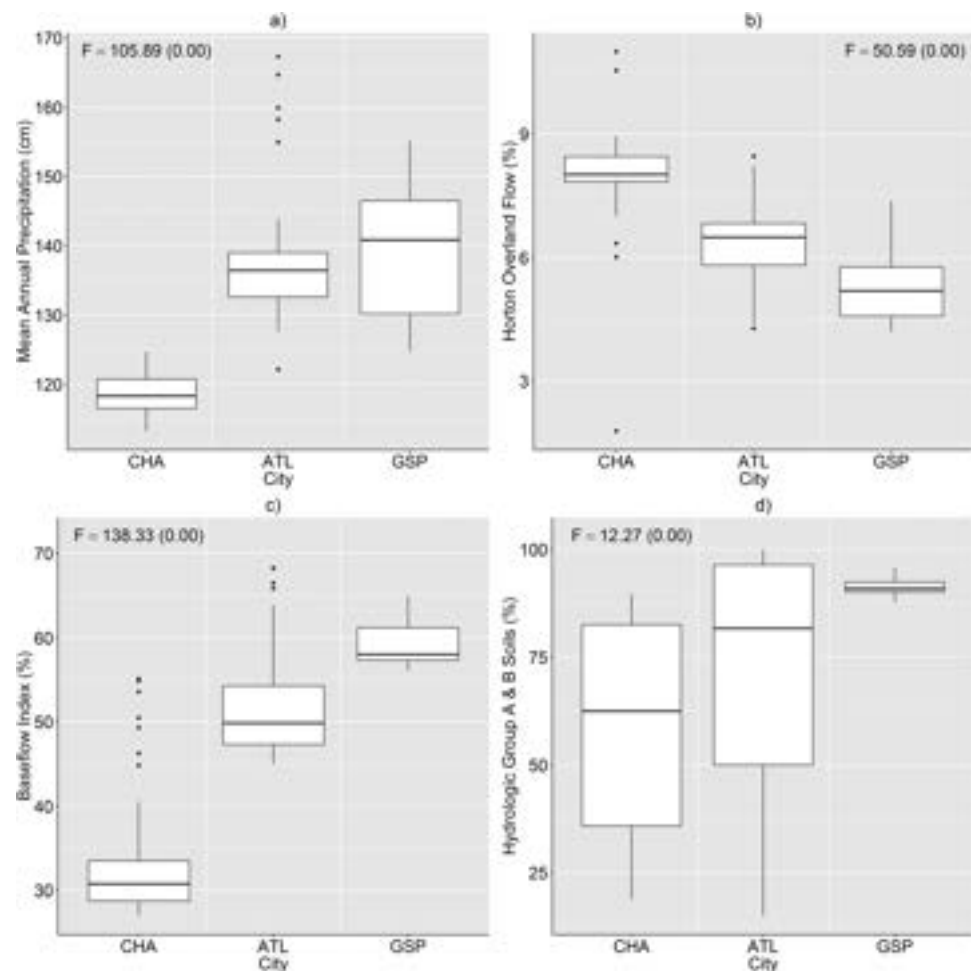 a)
F = 105.89 (0.00)
Mean Annual Precipitation (cm)
170
160
150
140
130
120
CHA ATL GSP
City
b)
F = 50.59 (0.00)
Horton Overland Flow (%)
9
6
3
CHA ATL GSP
City
c)
F = 138.33 (0.00)
Baseflow Index (%)
70
60
50
40
30
CHA ATL GSP
City
d)
F = 12.27 (0.00)
Hydrologic Group A & B Soils (%)
100
75
50
25
CHA ATL GSP
City